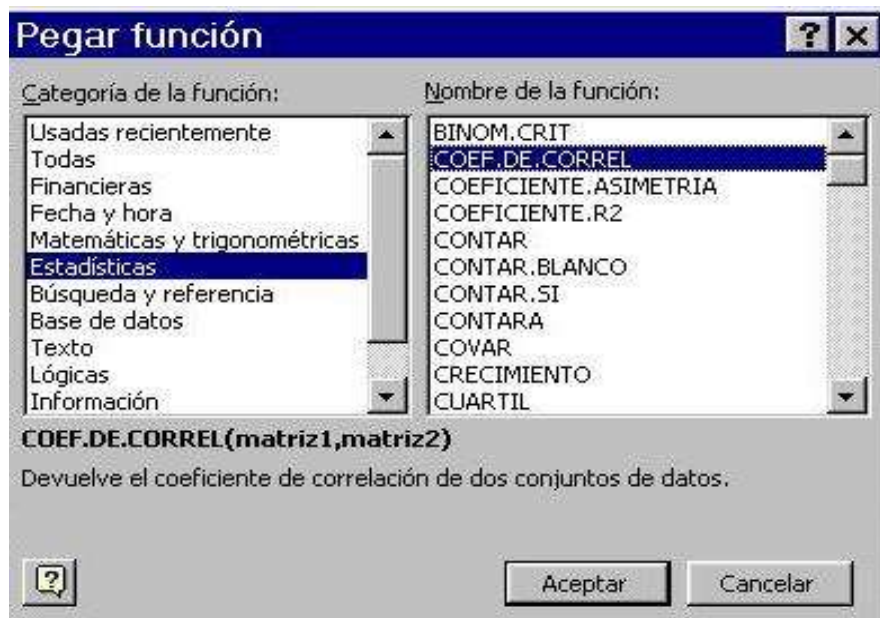 Pegar función
Categoría de la función:
Nombre de la función:
Usadas recientemente
Todas
Financieras
Fecha y hora
Matemáticas y trigonométricas
Estadísticas
Búsqueda y referencia
Base de datos
Texto
Lógicas
Información
BINOM.CRIT
COEF.DE.CORREL
COEFICIENTE.ASIMETRIA
COEFICIENTE.R2
CONTAR
CONTAR.BLANCO
CONTAR.SI
CONTARA
COVAR
CRECIMIENTO
CUARTIL
COEF.DE.CORREL(matriz1,matriz2)
Devuelve el coeficiente de correlación de dos conjuntos de datos.
Aceptar
Cancelar